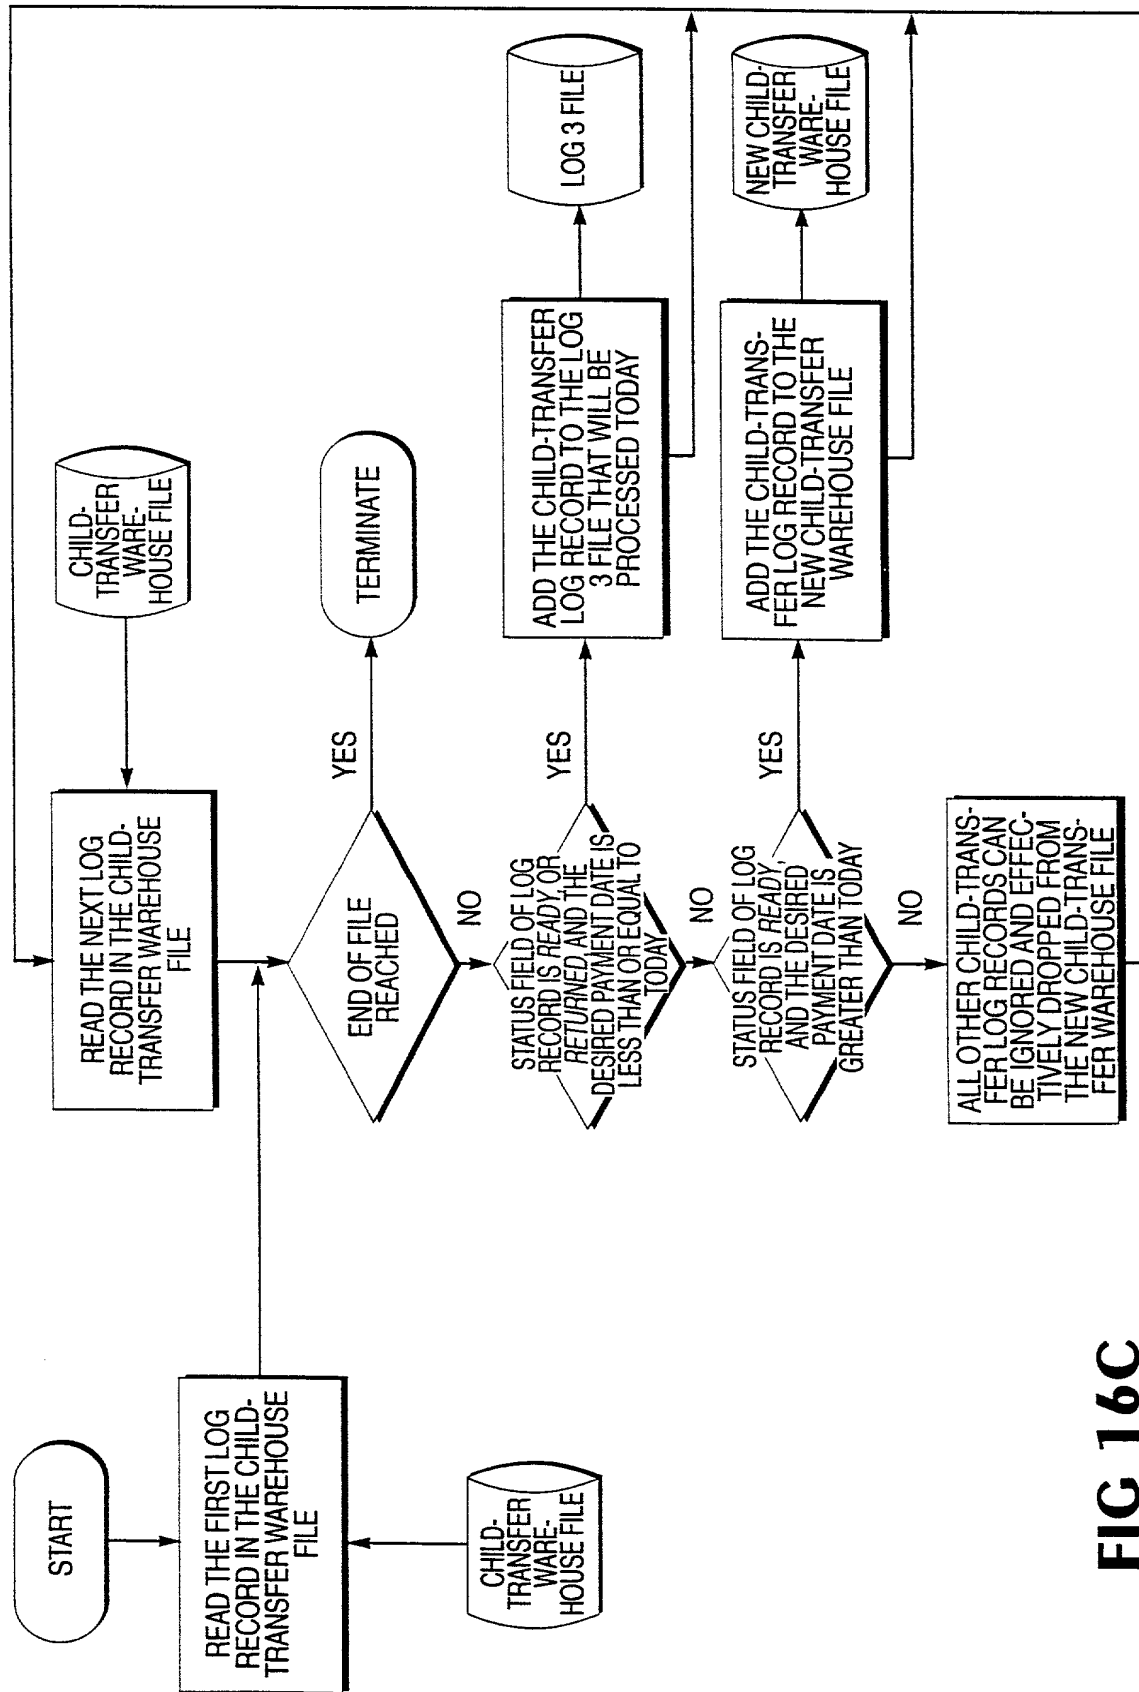 START
READ THE FIRST LOG
RECORD IN THE CHILD-
TRANSFER WAREHOUSE
FILE
CHILD-
TRANSFER
WARE-
HOUSE FILE
READ THE NEXT LOG
RECORD IN THE CHILD-
TRANSFER WAREHOUSE
FILE
CHILD-
TRANSFER
WARE-
HOUSE FILE
END OF FILE
REACHED
YES
TERMINATE
NO
STATUS FIELD OF LOG
RECORD IS READY, OR
RETURNED, AND THE
DESIRED PAYMENT DATE IS
LESS THAN OR EQUAL TO
TODAY
YES
ADD THE CHILD-TRANSFER
LOG RECORD TO THE LOG
3 FILE THAT WILL BE
PROCESSED TODAY
LOG 3 FILE
NO
STATUS FIELD OF LOG
RECORD IS READY,
AND THE DESIRED
PAYMENT DATE IS
GREATER THAN TODAY
YES
ADD THE CHILD-TRANS-
FER LOG RECORD TO THE
NEW CHILD-TRANSFER
WAREHOUSE FILE
NEW CHILD-
TRANSFER
WARE-
HOUSE FILE
NO
ALL OTHER CHILD-TRANS-
FER LOG RECORDS CAN
BE IGNORED AND EFFEC-
TIVELY DROPPED FROM
THE NEW CHILD-TRANS-
FER WAREHOUSE FILE
FIG 16C